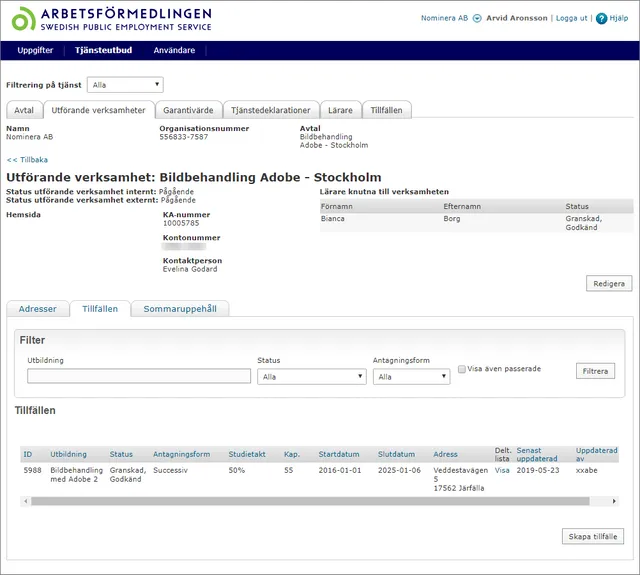 ARBETSFÖRMEDLINGEN
SWEDISH PUBLIC EMPLOYMENT SERVICE
Nominera AB Arvid Aronsson | Logga ut | Hjälp
Uppgifter Tjänsteutbud Användare
Filtrering på tjänst Alla
Avtal Utförande verksamheter Garantivärde Tjänstedeklarationer Lärare Tillfällen
Namn Organisationsnummer Avtal
Nominera AB 556833-7587 Bildbehandling
Adobe - Stockholm
<< Tillbaka
Utförande verksamhet: Bildbehandling Adobe - Stockholm
Status utförande verksamhet internt: Pågående
Status utförande verksamhet externt: Pågående
Lärare knutna till verksamheten
Förnamn Efternamn Status
Bianca Borg Granskad,
Godkänd
Hemsida KA-nummer
10005785
Kontonummer
Kontaktperson
Evelina Godard
Redigera
Adresser Tillfällen Sommaruppehåll
Filter
Utbildning Status Antagningsform
Alla Alla Visa även passerade Filtrera
Tillfällen
ID Utbildning Status Antagningsform Studietakt Kap. Startdatum Slutdatum Adress Delt. lista Senast uppdaterad Uppdaterad av
5988 Bildbehandling Granskad, Successiv 50% 55 2016-01-01 2025-01-06 Veddestavägen Visa 2019-05-23 xxabe
med Adobe 2 Godkänd 5
17562 Järfälla
Skapa tillfälle